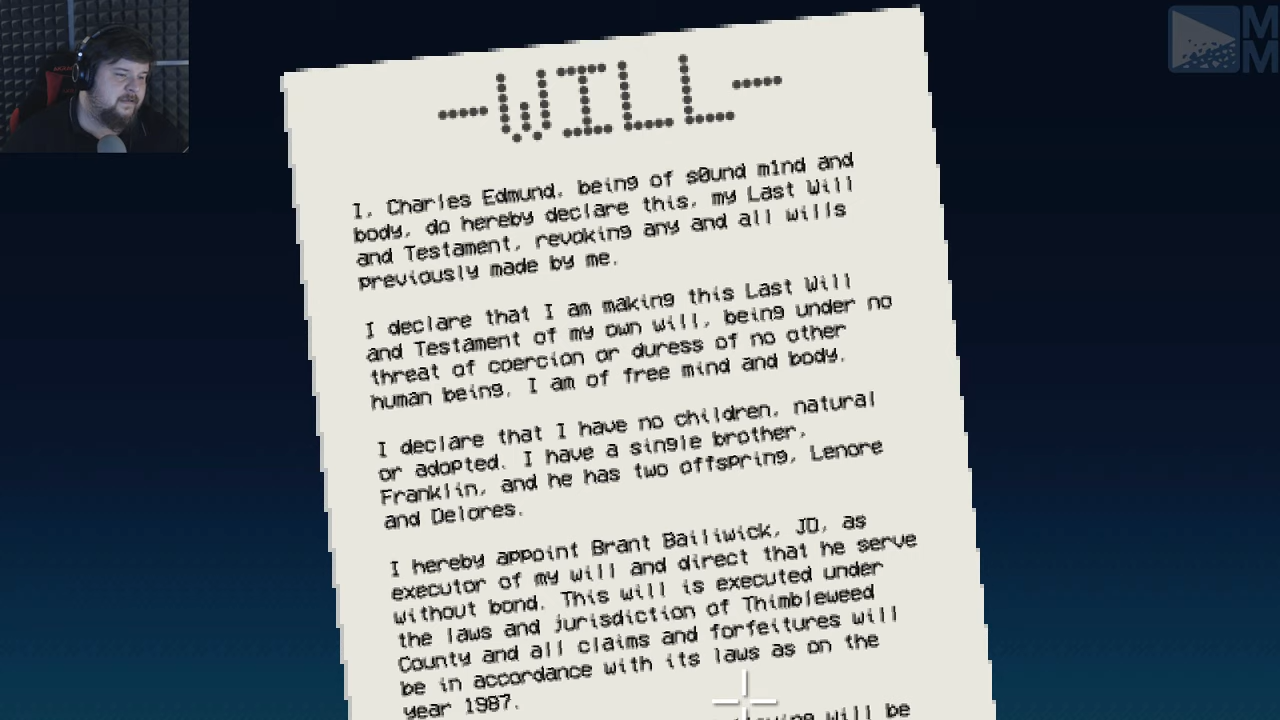 -WILL-
I, Charles Edmund, being of s0und m1nd and
body, do hereby declare this, my Last Will
and Testament, revoking any and all wills
previously made by me.
I declare that I am making this Last Will
and Testament of my own will, being under no
threat of coercion or duress of no other
human being. I am of free mind and body.
I declare that I have no children, natural
or adopted. I have a single brother,
Franklin, and he has two offspring, Lenore
and Delores.
I hereby appoint Brant Bailiwick, JD, as
executor of my will and direct that he serve
without bond. This will is executed under
the laws and jurisdiction of Thimbleweed
County and all claims and forfeitures will
be in accordance with its laws as on the
year 1987.
will be
MM